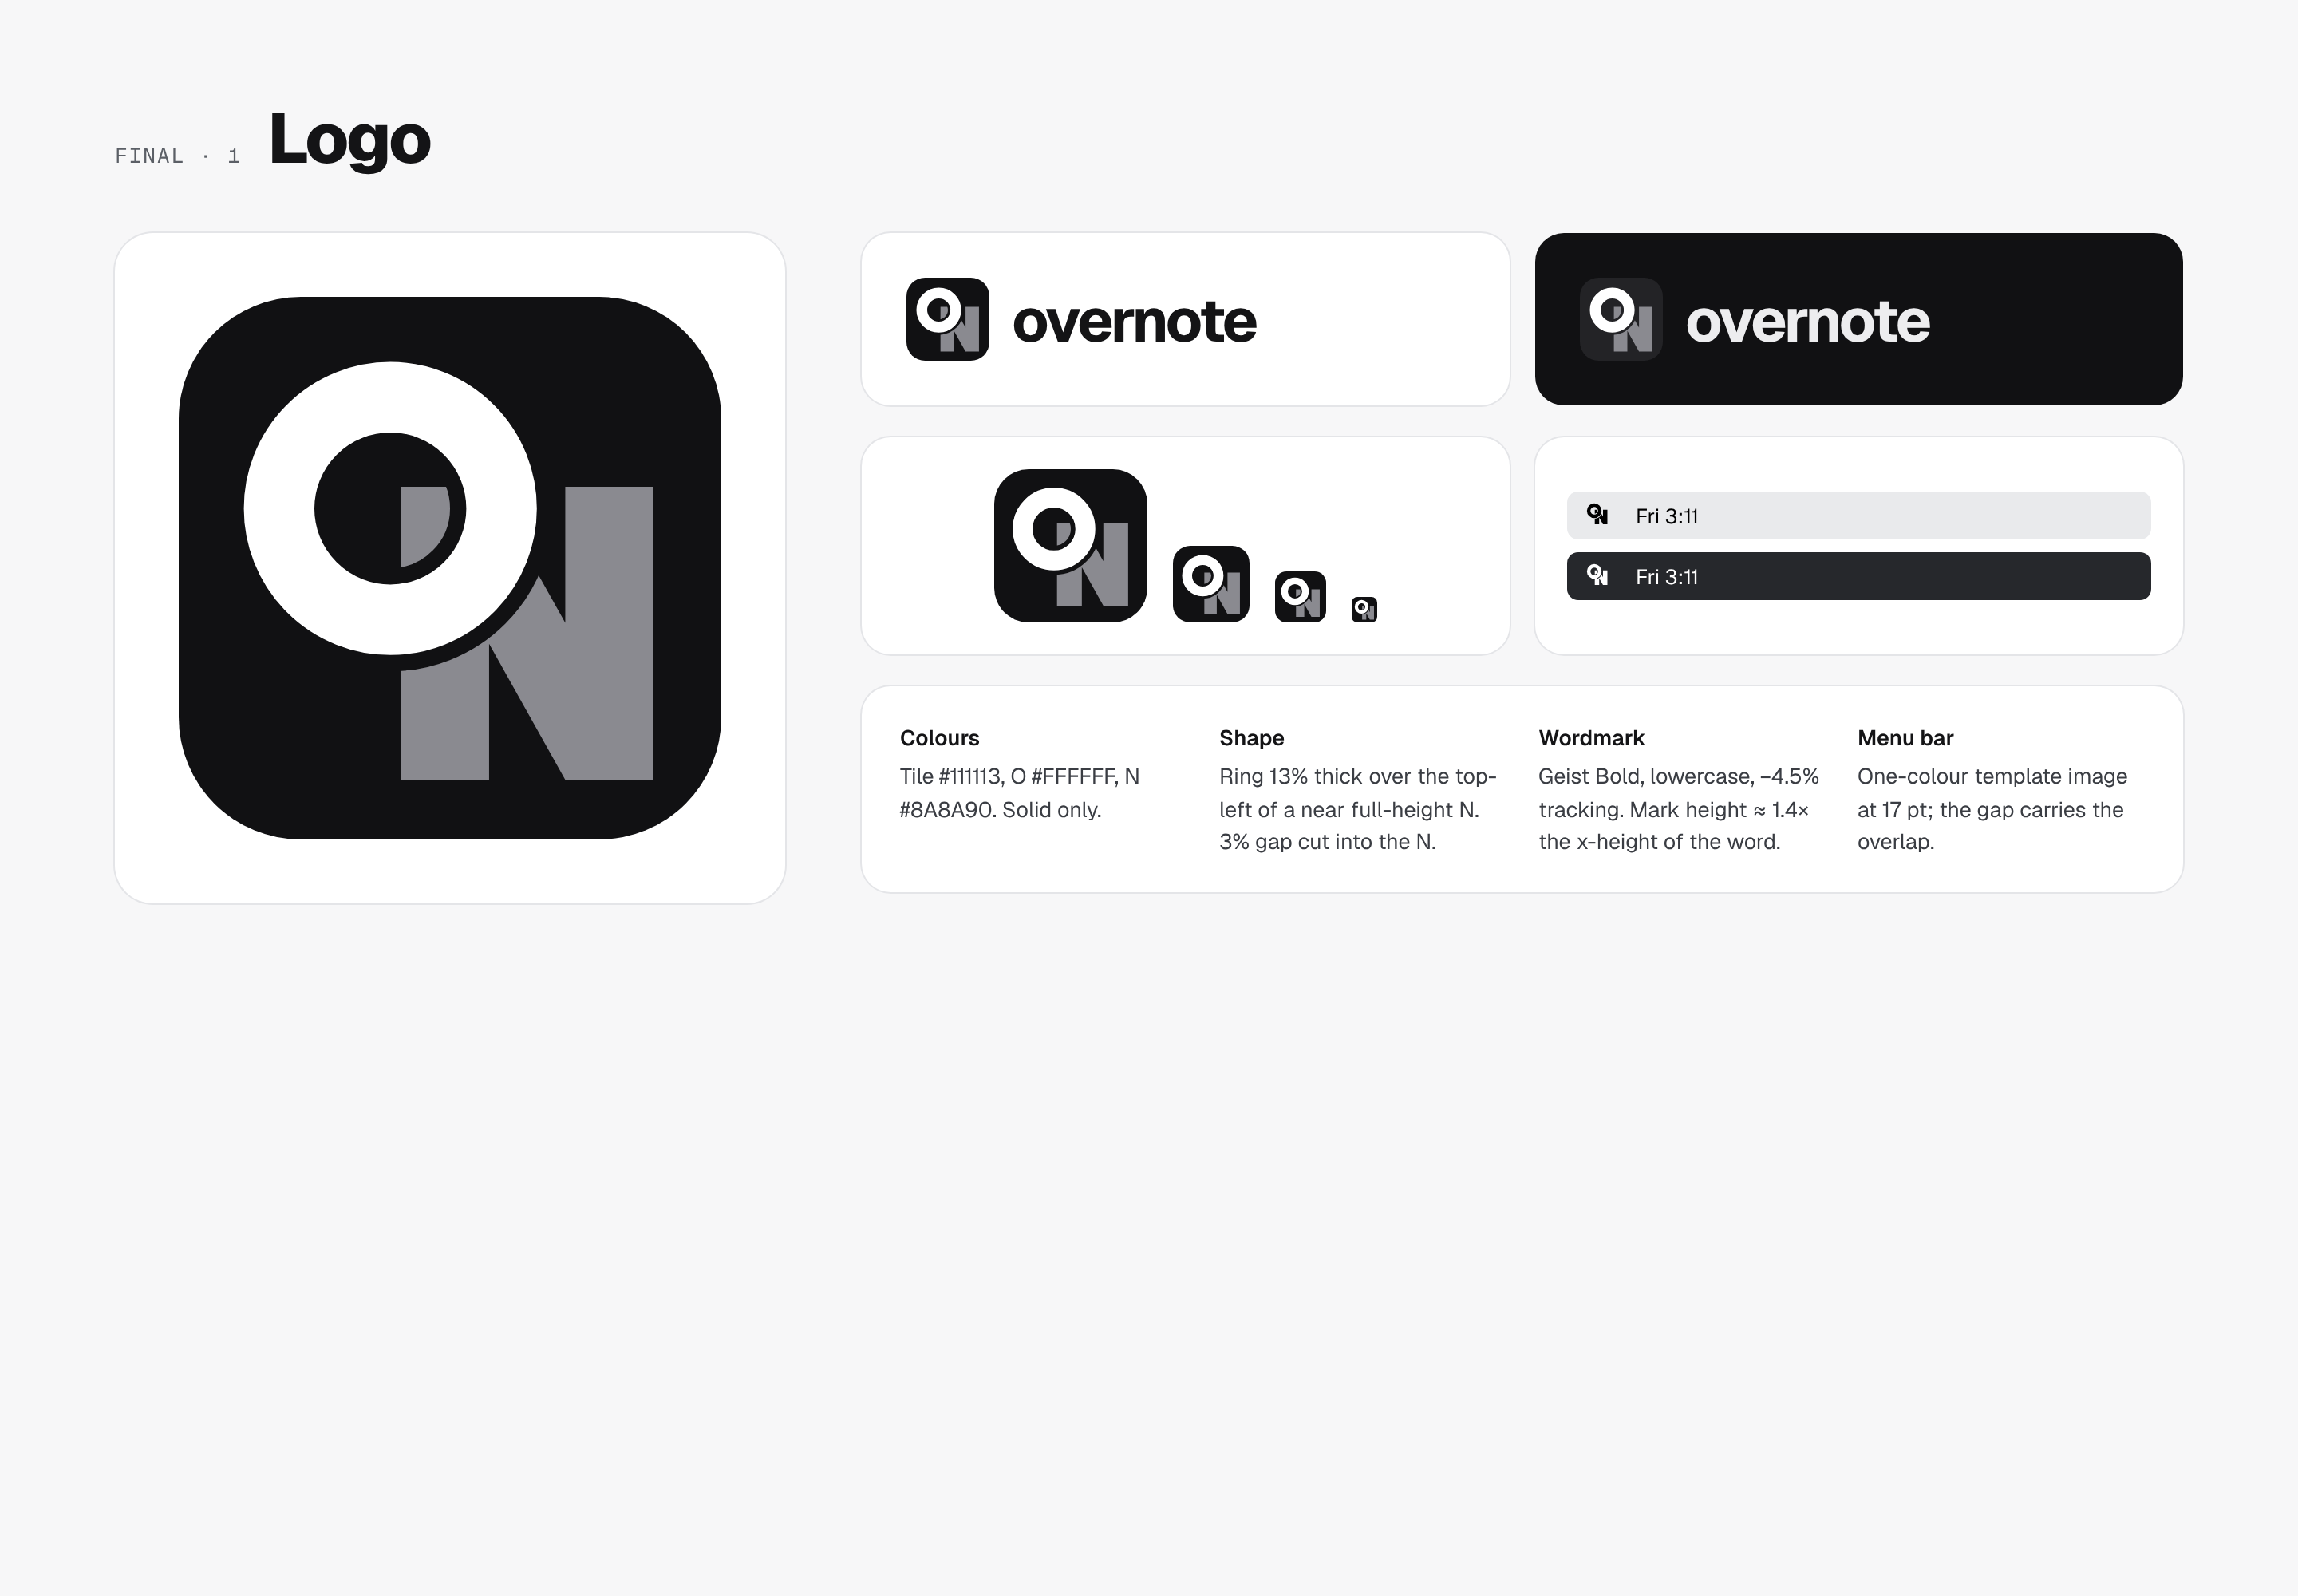 FINAL · 1 Logo
overnote
overnote
Fri 3:11
Fri 3:11
Colours
Tile #111113, O #FFFFFF, N
#8A8A90. Solid only.
Shape
Ring 13% thick over the top-
left of a near full-height N.
3% gap cut into the N.
Wordmark
Geist Bold, lowercase, −4.5%
tracking. Mark height ≈ 1.4×
the x-height of the word.
Menu bar
One-colour template image
at 17 pt; the gap carries the
overlap.